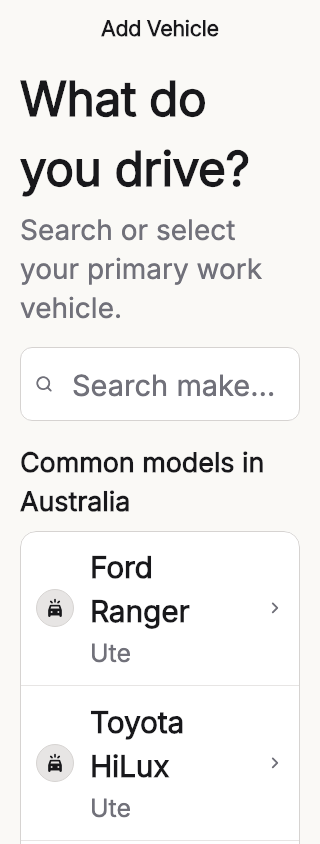 Add Vehicle
What do
you drive?
Search or select
your primary work
vehicle.
Search make...
Common models in
Australia
Ford
Ranger
Ute
Toyota
HiLux
Ute